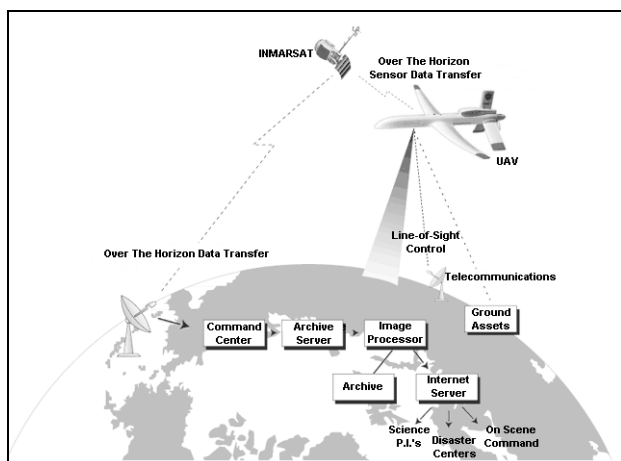 INMARSAT
Over The Horizon
Sensor Data Transfer
UAV
Line-of-Sight
Control
Over The Horizon Data Transfer
Telecommunications
Ground
Assets
Command
Center
Archive
Server
Image
Processor
Archive
Internet
Server
Science
P.I.'s
Disaster
Centers
On Scene
Command